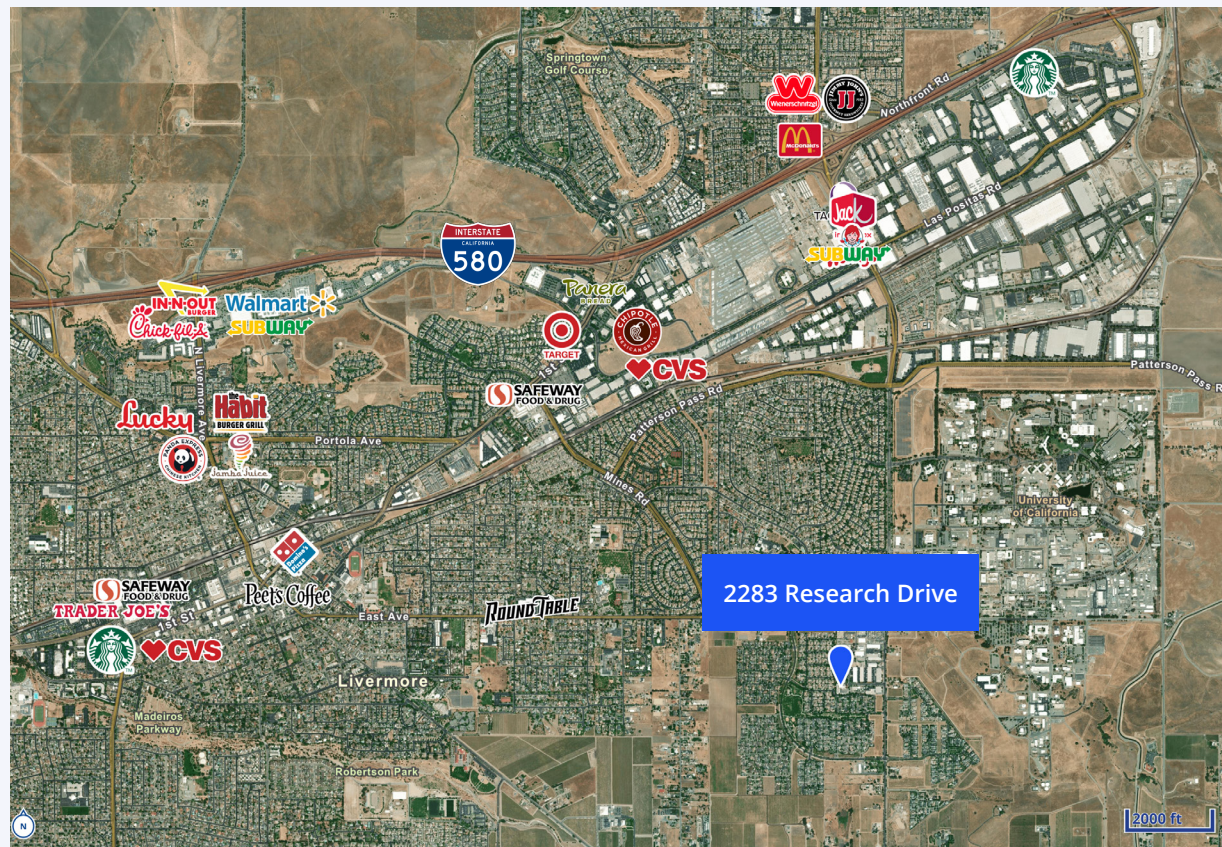 Springtown
Golf Course
W
Wienerschnitzel
JIMMY JOHN'S
JJ
McDonald's
Northfront Rd
Las Positas Rd
Jack
SUBWAY
INTERSTATE
CALIFORNIA
580
Panera
BREAD
CHIPOTLE
MEXICAN GRILL
TARGET
CVS
IN-N-OUT
BURGER
Chick-fil-A
Walmart
SUBWAY
N Livermore Ave
1st
SAFEWAY
FOOD & DRUG
Patterson Pass Rd
Patterson Pass R
Lucky
the
Habit
BURGER GRILL
PANDA EXPRESS
CHINESE KITCHEN
Jamba Juice
Portola Ave
Mines Rd
University
of California
Domino's
Pizza
Peet's Coffee
SAFEWAY
FOOD & DRUG
TRADER JOE'S
1st St
CVS
East Ave
ROUND TABLE
2283 Research Drive
Livermore
Madeiros
Parkway
Robertson Park
N
2000 ft